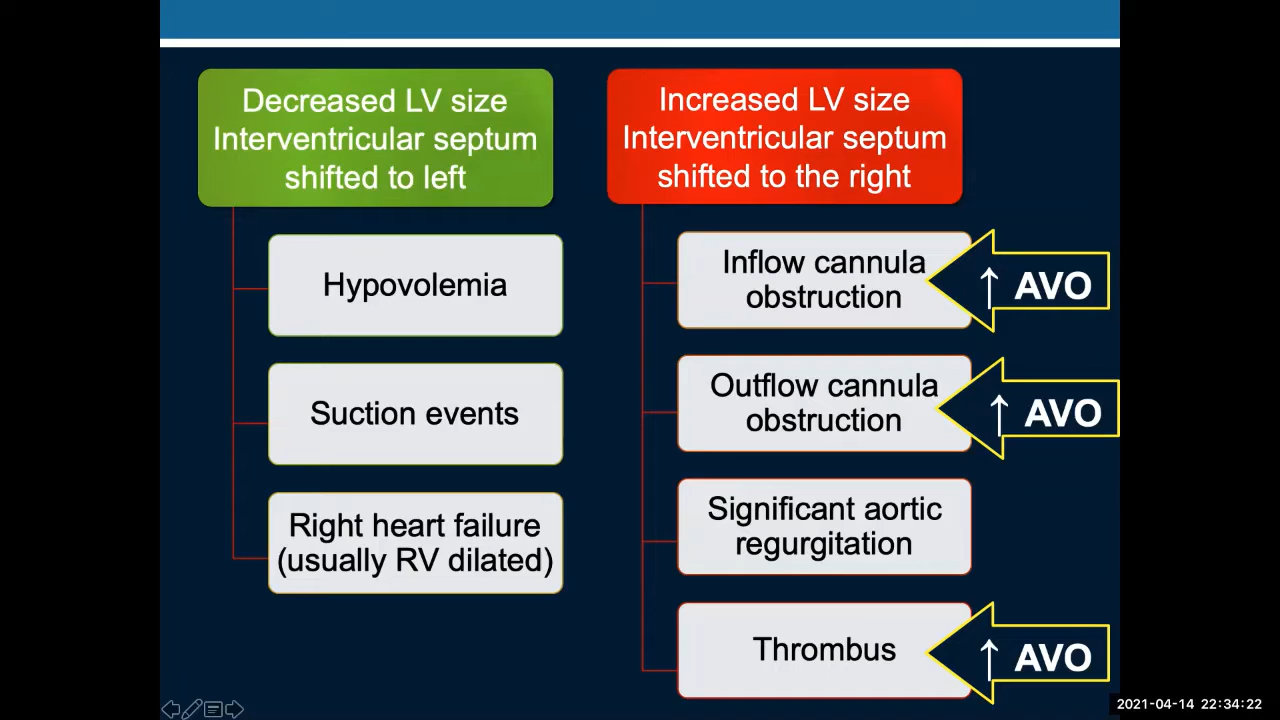 Decreased LV size
Interventricular septum
shifted to left
Hypovolemia
Suction events
Right heart failure
(usually RV dilated)
Increased LV size
Interventricular septum
shifted to the right
Inflow cannula
obstruction
↑ AVO
Outflow cannula
obstruction
↑ AVO
Significant aortic
regurgitation
Thrombus
↑ AVO
2021-04-14 22:34:22